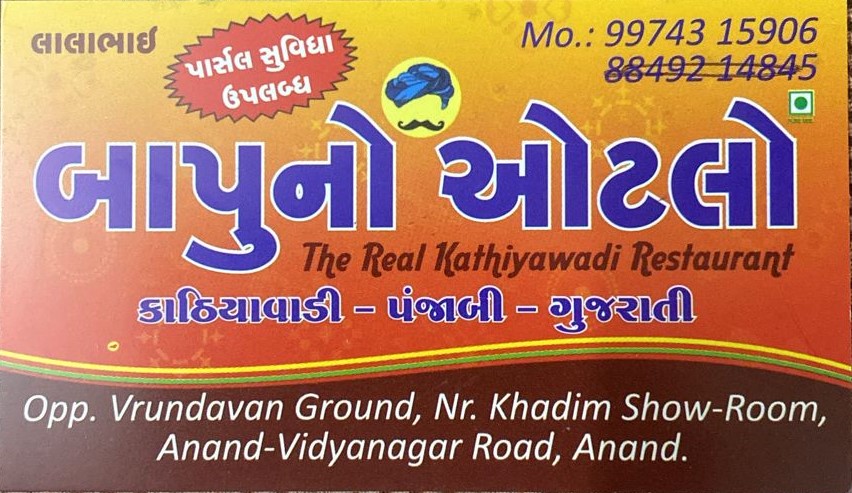 લાલાભાઇ
પાર્સલ સુવિધા
ઉપલબ્ધ
Mo.: 99743 15906
88492 14845
બાપુનો ઓટલો
The Real Kathiyawadi Restaurant
કાઠિયાવાડી – પંજાબી – ગુજરાતી
Opp. Vrundavan Ground, Nr. Khadim Show-Room,
Anand-Vidyanagar Road, Anand.